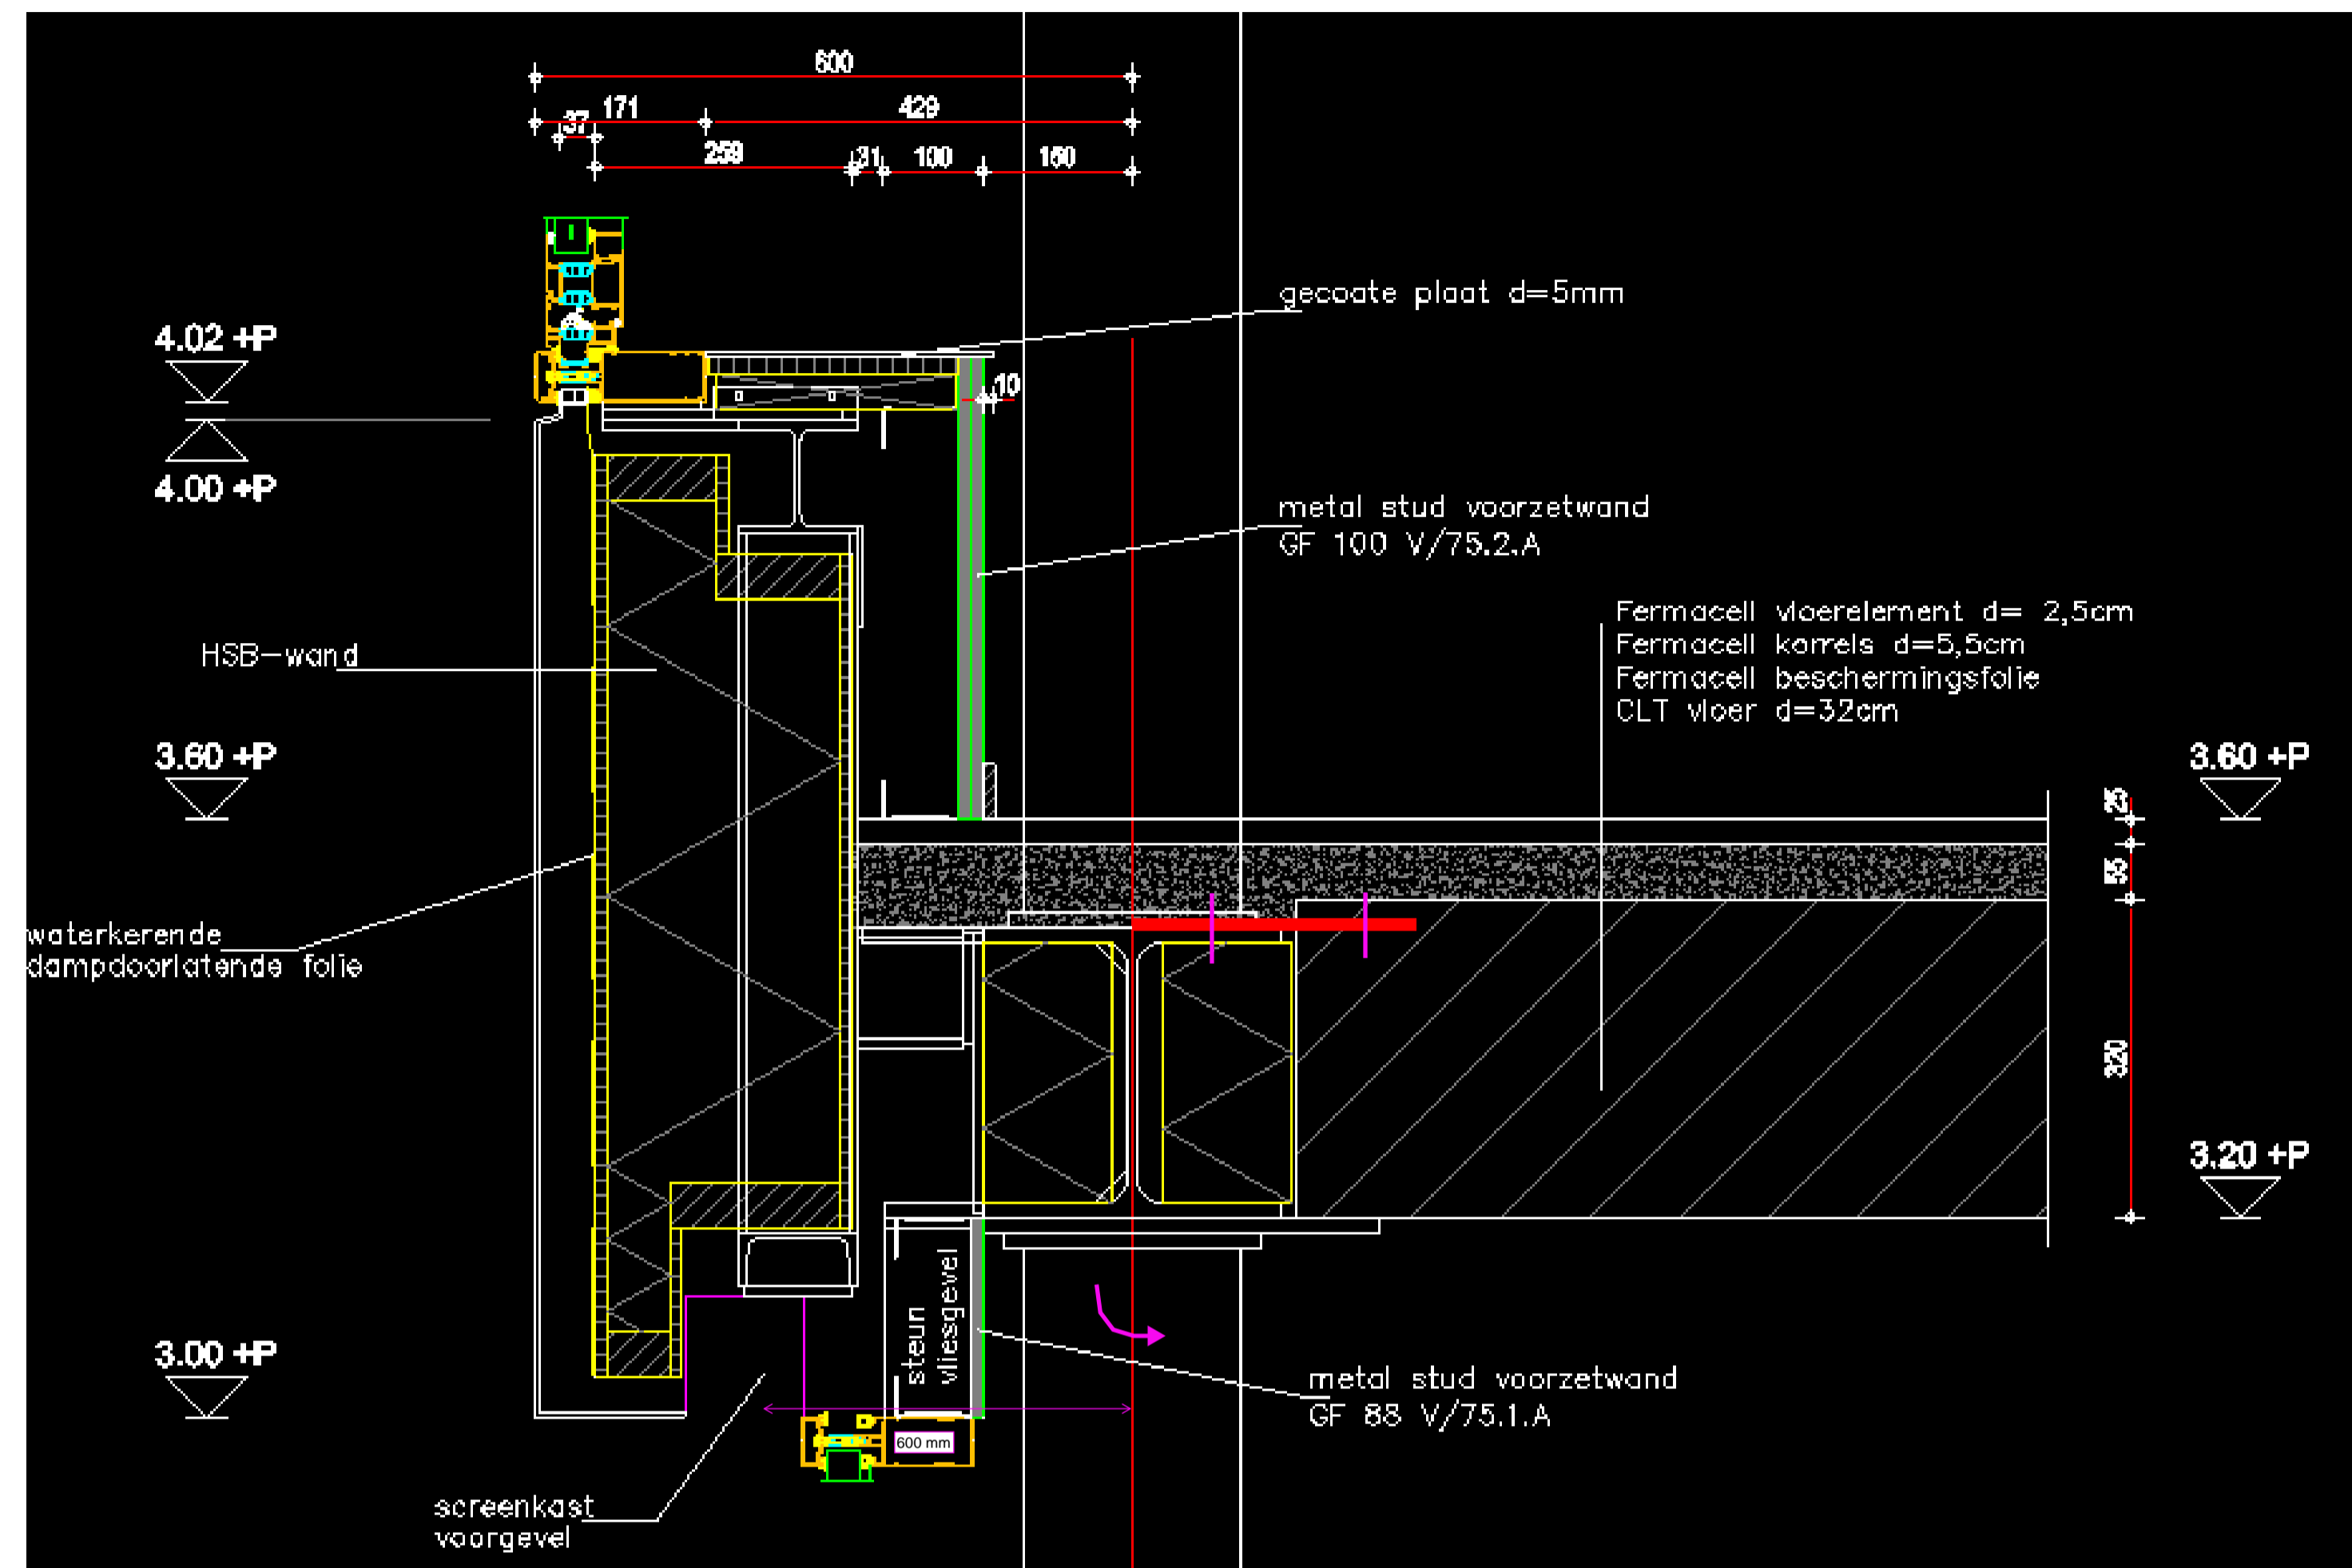 600
171
429
37
259
31
100
150
gecoate plaat d=5mm
4.02 +P
10
4.00 +P
metal stud voorzetwand
GF 100 V/75.2.A
Fermacell vloerelement d= 2,5cm
Fermacell korrels d=5,5cm
Fermacell beschermingsfolie
CLT vloer d=32cm
HSB-wand
3.60 +P
3.60 +P
25
55
waterkerende
dampdoorlatende folie
320
3.20 +P
steun
vliesgevel
3.00 +P
metal stud voorzetwand
GF 88 V/75.1.A
600 mm
screenkast
voorgevel